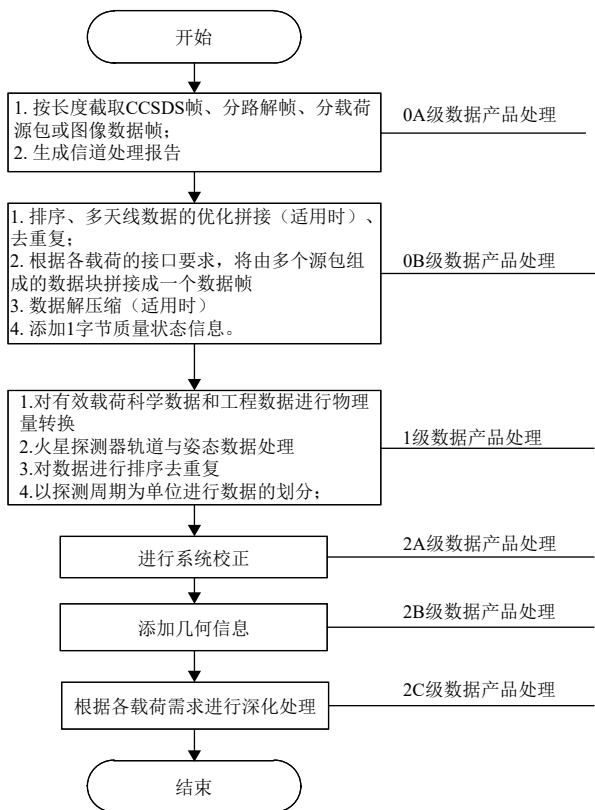 开始
1. 按长度截取CCSDS帧、分路解帧、分载荷
源包或图像数据帧；
2. 生成信道处理报告
0A级数据产品处理
1. 排序、多天线数据的优化拼接（适用时）、
去重复；
2. 根据各载荷的接口要求，将由多个源包组
成的数据块拼接成一个数据帧
3. 数据解压缩（适用时）
4. 添加1字节质量状态信息。
0B级数据产品处理
1.对有效载荷科学数据和工程数据进行物理
量转换
2.火星探测器轨道与姿态数据处理
3.对数据进行排序去重复
4.以探测周期为单位进行数据的划分；
1级数据产品处理
进行系统校正
2A级数据产品处理
添加几何信息
2B级数据产品处理
根据各载荷需求进行深化处理
2C级数据产品处理
结束